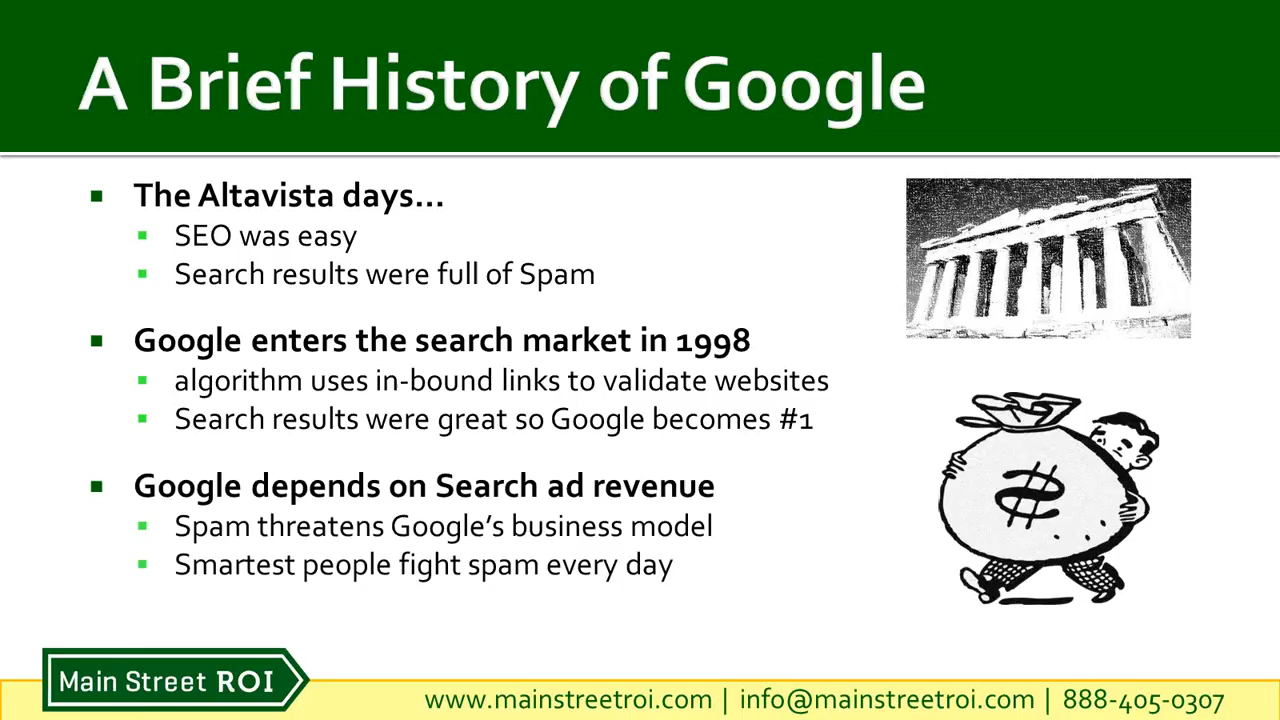 A Brief History of Google
The Altavista days...
SEO was easy
Search results were full of Spam
Google enters the search market in 1998
algorithm uses in-bound links to validate websites
Search results were great so Google becomes #1
Google depends on Search ad revenue
Spam threatens Google's business model
Smartest people fight spam every day
$
Main Street ROI
www.mainstreetroi.com | info@mainstreetroi.com | 888-405-0307